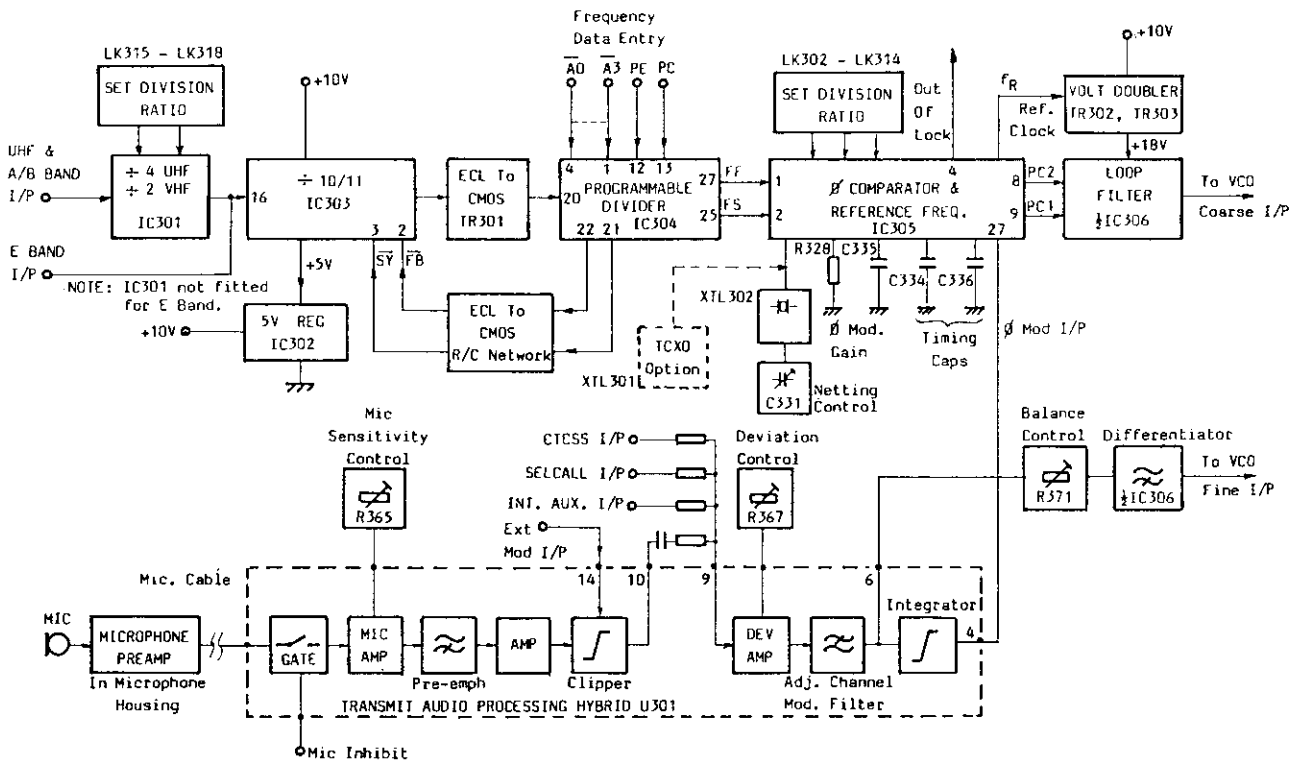 Frequency
Data Entry
A0 A3 PE PC
LK315 - LK318
SET DIVISION
RATIO
+10V
LK302 - LK314
SET DIVISION
RATIO
Out
Of
Lock
fR
Ref.
Clock
+10V
VOLT DOUBLER
TR302, TR303
+18V
UHF &
A/B BAND
I/P
÷ 4 UHF
÷ 2 VHF
IC301
16
÷ 10/11
IC303
3 2
SY FB
ECL To
CMOS
TR301
4 1 12 13
20
PROGRAMMABLE
DIVIDER
IC304
27
25
22 21
FF
FS
1
2
4
Ø COMPARATOR &
REFERENCE FREQ.
IC305
8
9
27
PC2
PC1
LOOP
FILTER
½IC306
To VCO
Coarse I/P
E BAND
I/P
NOTE: IC301 not fitted
for E Band.
+5V
+10V
5V REG
IC302
ECL To
CMOS
R/C Network
R328
C335
C334
C336
XTL302
TCXO
Option
XTL301
Ø Mod.
Gain
Timing
Caps
Ø Mod I/P
C331
Netting
Control
Mic
Sensitivity
Control
R365
CTCSS I/P
SELCALL I/P
INT. AUX. I/P
Ext
Mod I/P
Deviation
Control
R367
Balance
Control
R371
Differentiator
½IC306
To VCO
Fine I/P
Mic. Cable
14 10 9 6
MIC
MICROPHONE
PREAMP
In Microphone
Housing
GATE
MIC
AMP
Pre-emph
AMP
Clipper
DEV
AMP
Adj. Channel
Mod. Filter
Integrator
4
TRANSMIT AUDIO PROCESSING HYBRID U301
Mic Inhibit